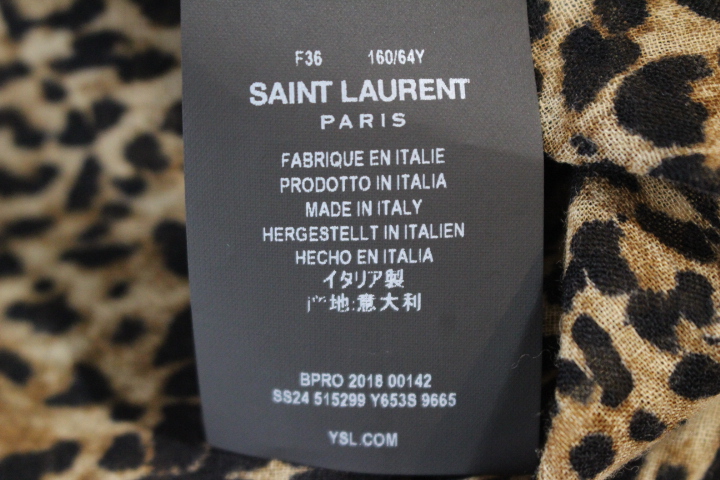 F36 160/64Y
SAINT LAURENT
PARIS
FABRIQUE EN ITALIE
PRODOTTO IN ITALIA
MADE IN ITALY
HERGESTELLT IN ITALIEN
HECHO EN ITALIA
イタリア製
产地:意大利
BPRO 2018 00142
SS24 515299 Y653S 9665
YSL.COM